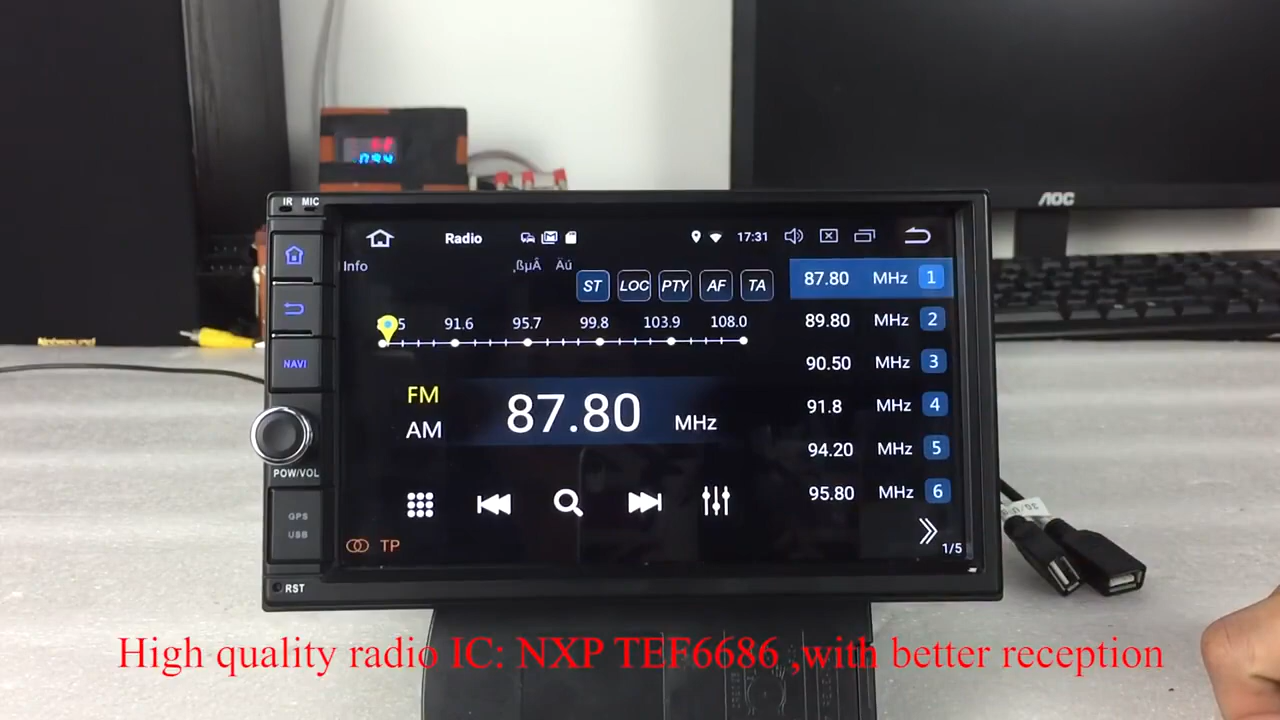 AOC
IR MIC
Radio
17:31
Info
¸ßµÂ Äú
ST LOC PTY AF TA
87.80 MHz 1
91.6 95.7 99.8 103.9 108.0
89.80 MHz 2
90.50 MHz 3
NAVI
FM
87.80 MHz
AM
91.8 MHz 4
94.20 MHz 5
POW/VOL
95.80 MHz 6
GPS
USB
TP
1/5
RST
High quality radio IC: NXP TEF6686 ,with better reception